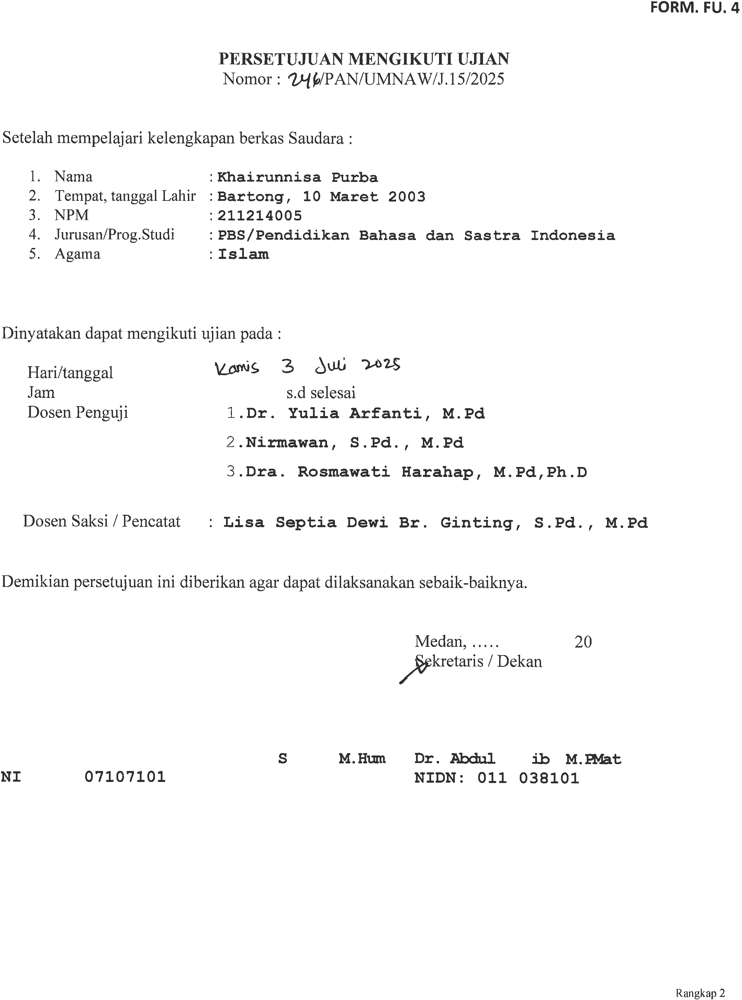 FORM. FU. 4
PERSETUJUAN MENGIKUTI UJIAN
Nomor : 246/PAN/UMNAW/J.15/2025
Setelah mempelajari kelengkapan berkas Saudara :
1. Nama : Khairunnisa Purba
2. Tempat, tanggal Lahir : Bartong, 10 Maret 2003
3. NPM : 211214005
4. Jurusan/Prog.Studi : PBS/Pendidikan Bahasa dan Sastra Indonesia
5. Agama : Islam
Dinyatakan dapat mengikuti ujian pada :
Hari/tanggal Kamis 3 Juli 2025
Jam s.d selesai
Dosen Penguji 1.Dr. Yulia Arfanti, M.Pd
2.Nirmawan, S.Pd., M.Pd
3.Dra. Rosmawati Harahap, M.Pd,Ph.D
Dosen Saksi / Pencatat : Lisa Septia Dewi Br. Ginting, S.Pd., M.Pd
Demikian persetujuan ini diberikan agar dapat dilaksanakan sebaik-baiknya.
Medan, ..... 20
Sekretaris / Dekan
S M.Hum Dr. Abdul ib M.PMat
NI 07107101 NIDN: 011 038101
Rangkap 2